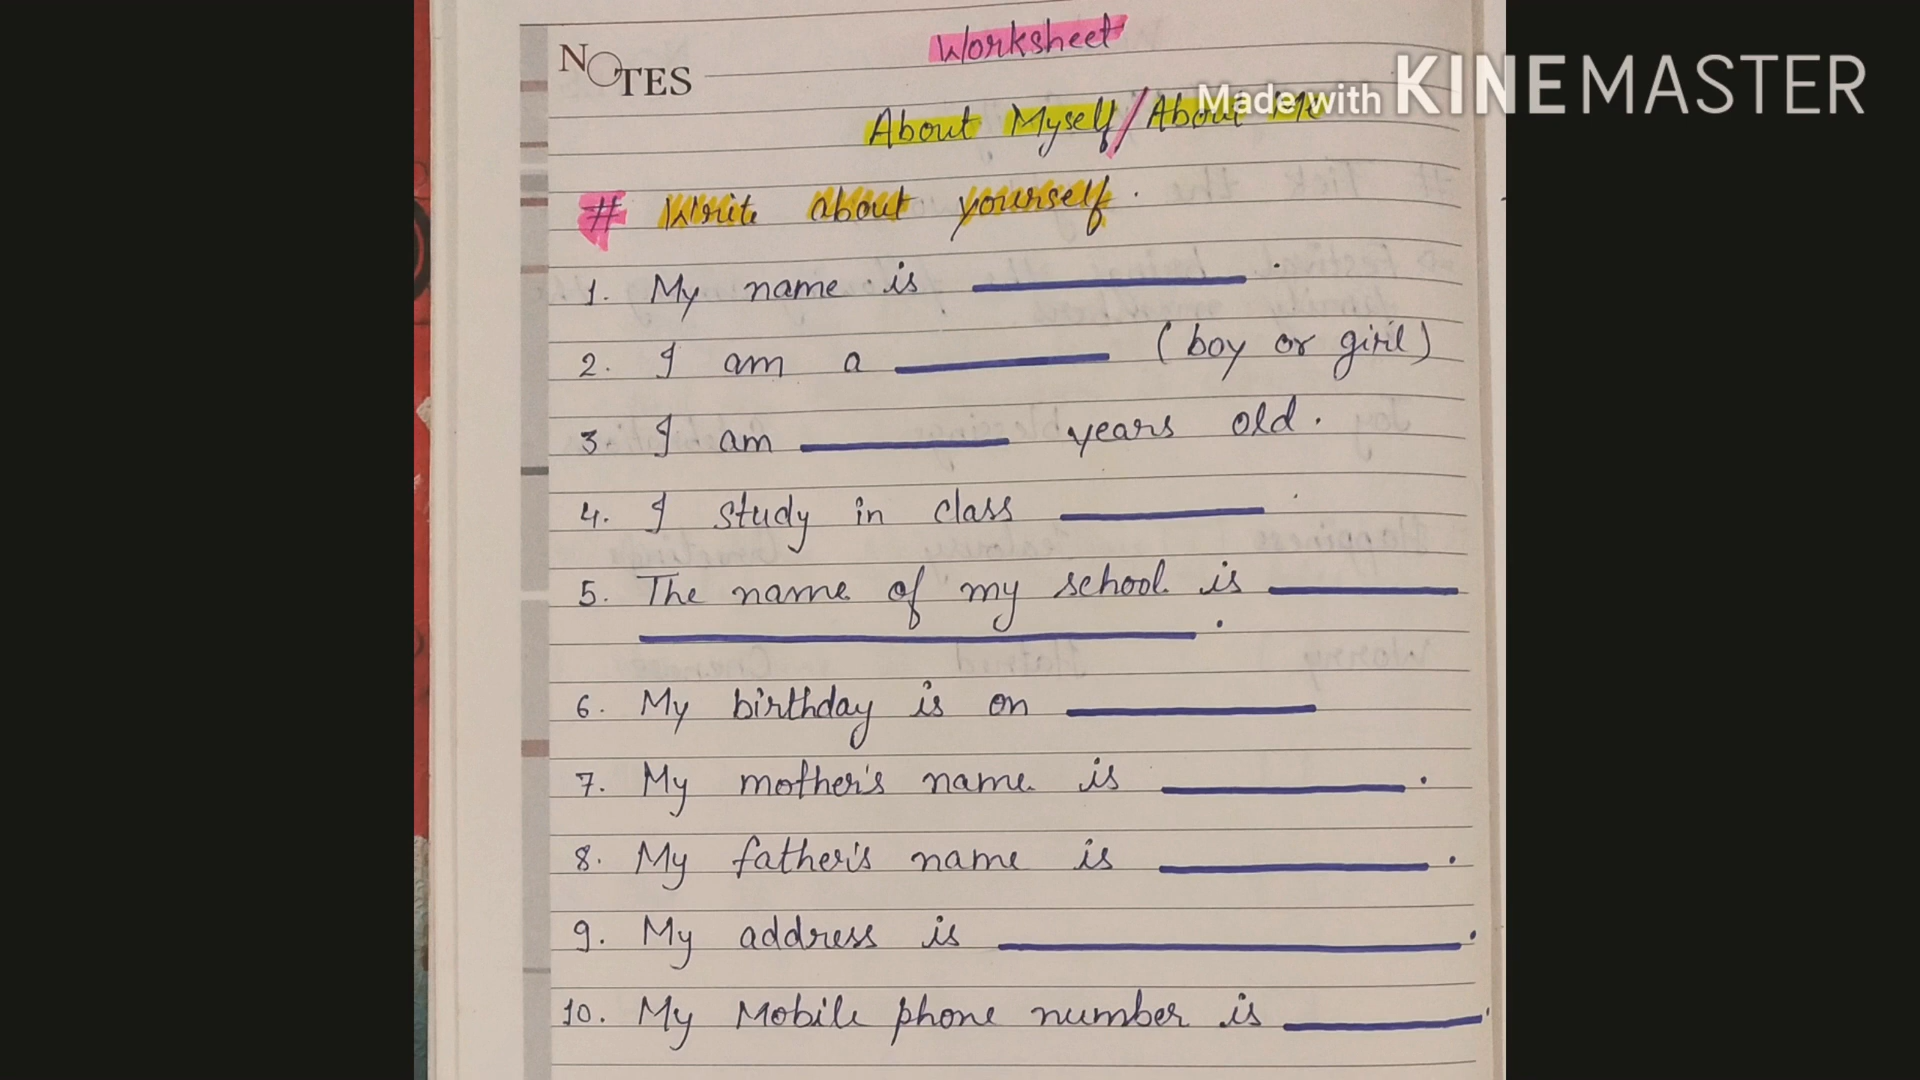 Worksheet
NOTES
Made with KINEMASTER
About Myself/About Me
# Write about yourself.
1. My name is ________.
2. I am a ________ (boy or girl)
3. I am ________ years old.
4. I study in class ________.
5. The name of my school is ________
________.
6. My birthday is on ________
7. My mother's name is ________.
8. My father's name is ________.
9. My address is ________.
10. My Mobile phone number is ________.